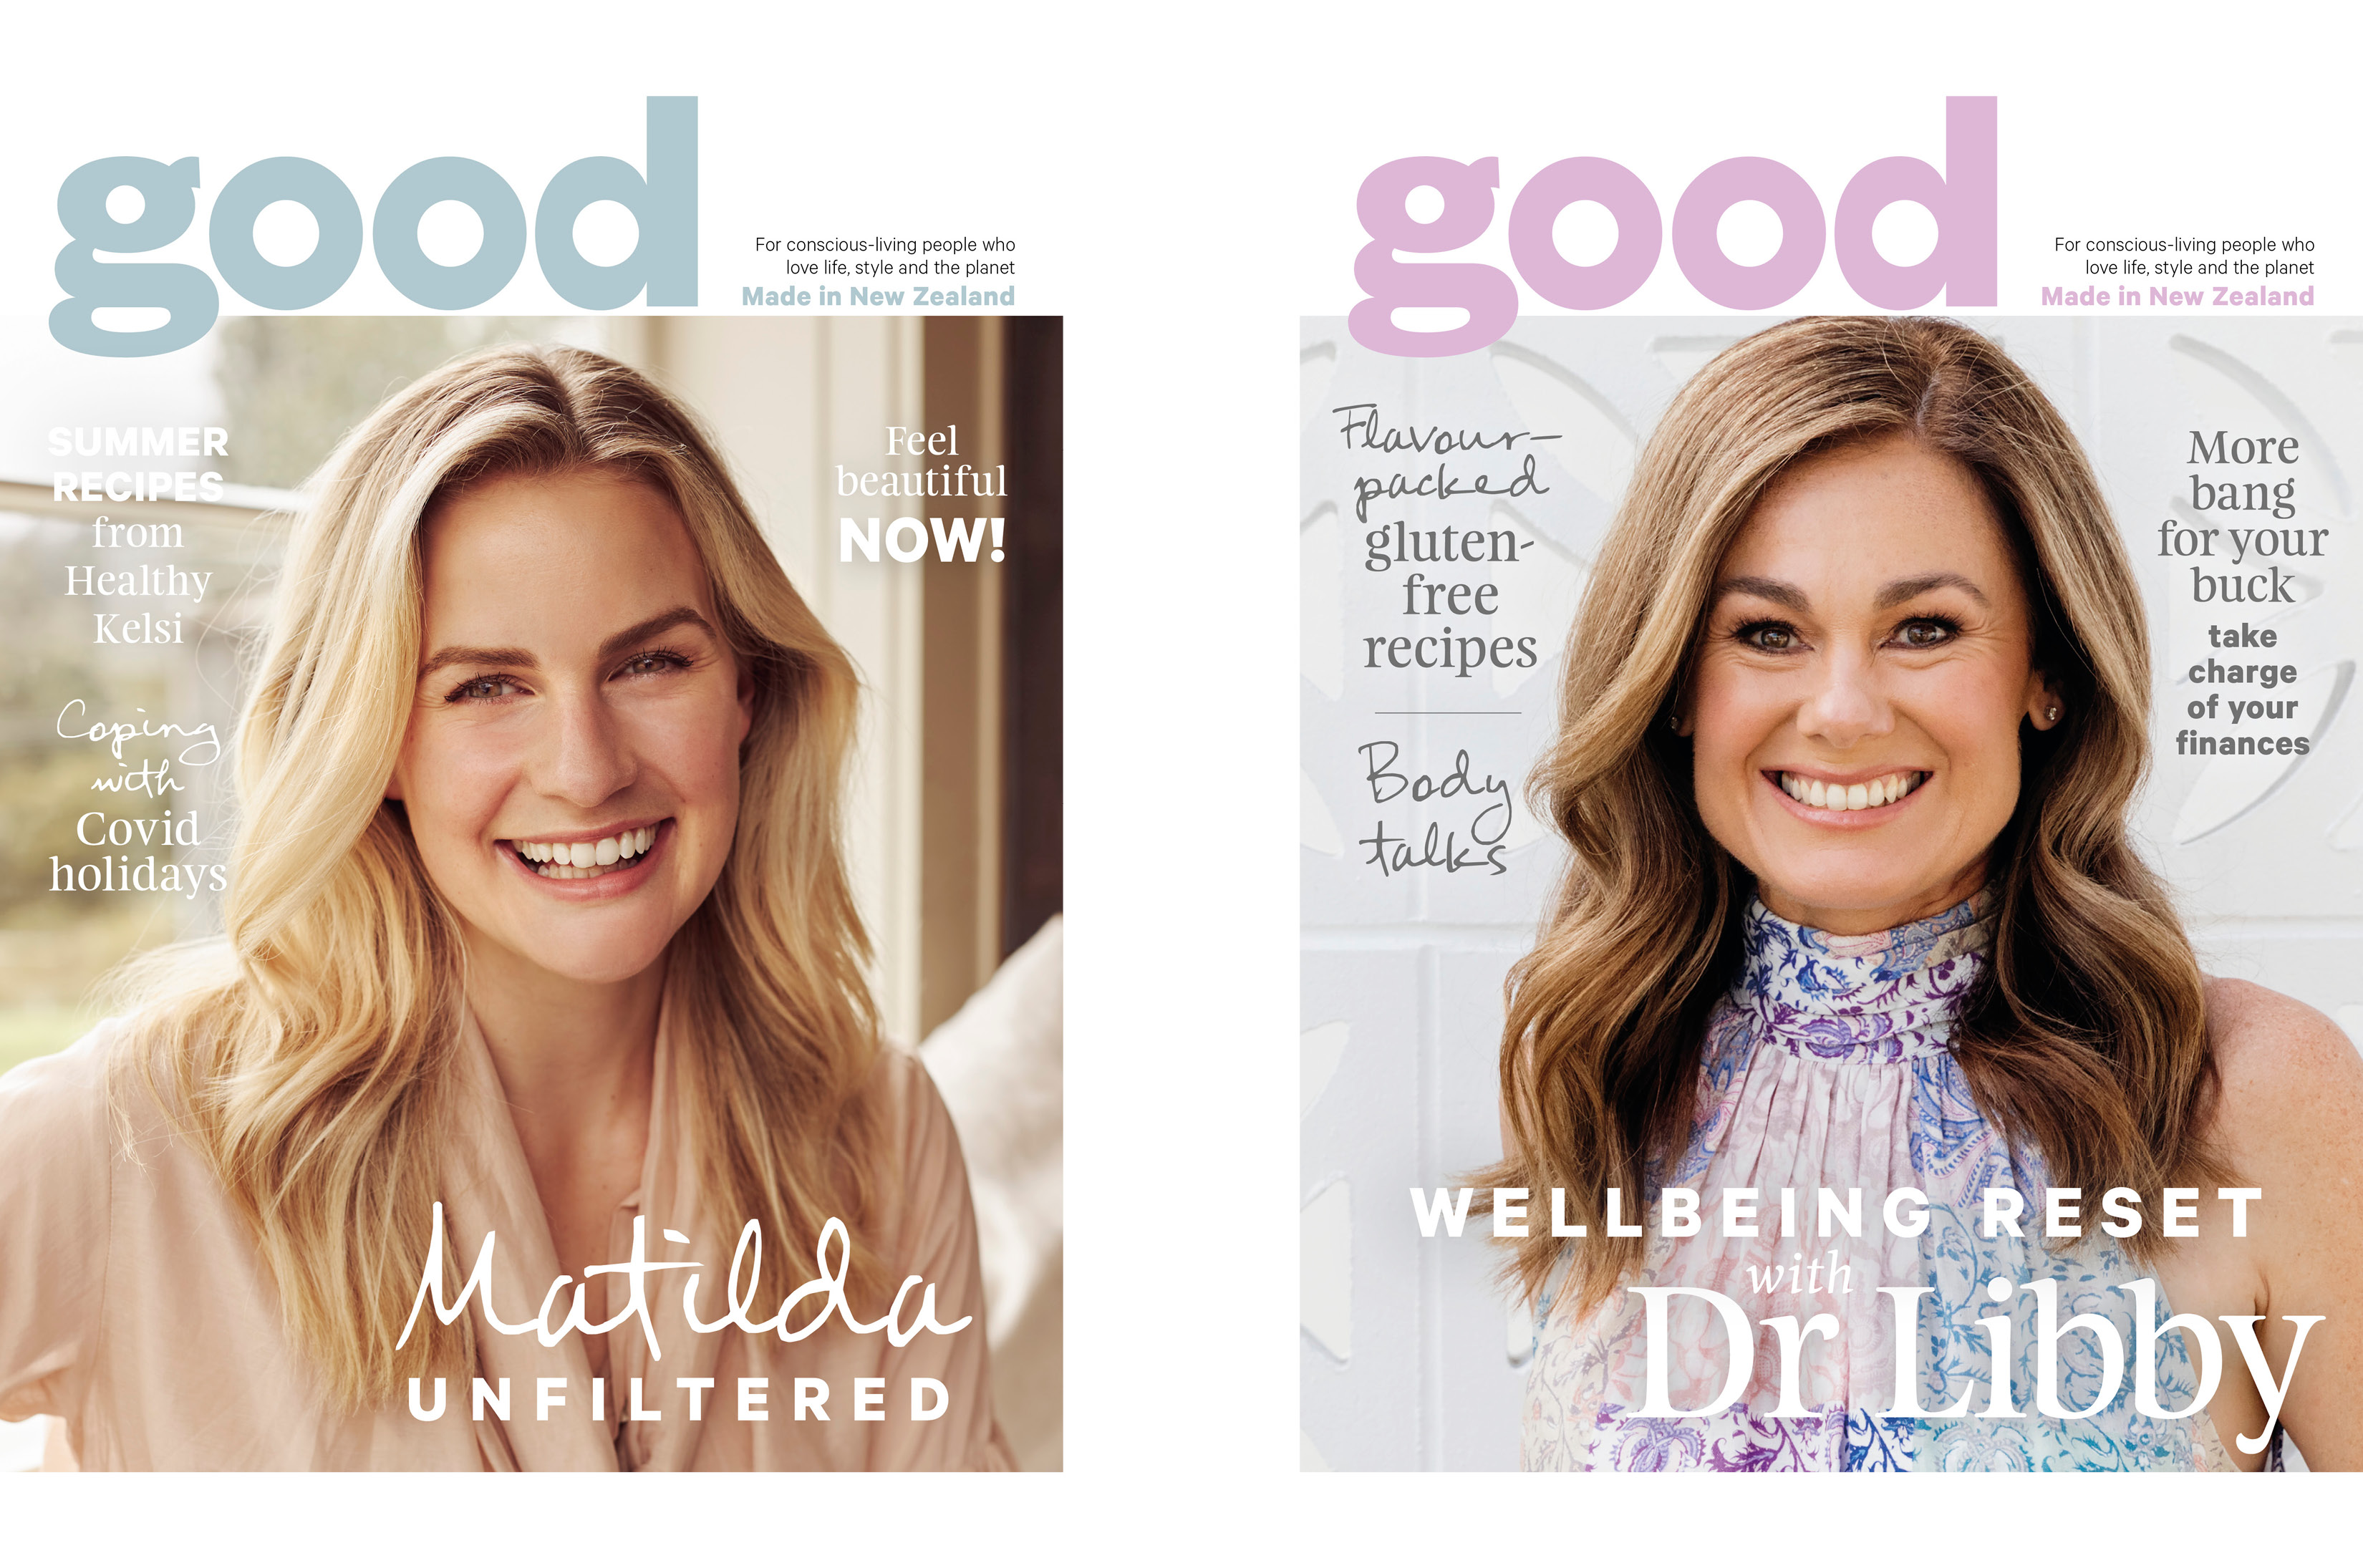 good
For conscious-living people who
love life, style and the planet
Made in New Zealand
SUMMER
RECIPES
from
Healthy
Kelsi
Coping
with
Covid
holidays
Feel
beautiful
NOW!
Matilda
UNFILTERED
good
For conscious-living people who
love life, style and the planet
Made in New Zealand
Flavour-
packed
gluten-
free
recipes
Body
talks
More
bang
for your
buck
take
charge
of your
finances
WELLBEING RESET
with
Dr Libby